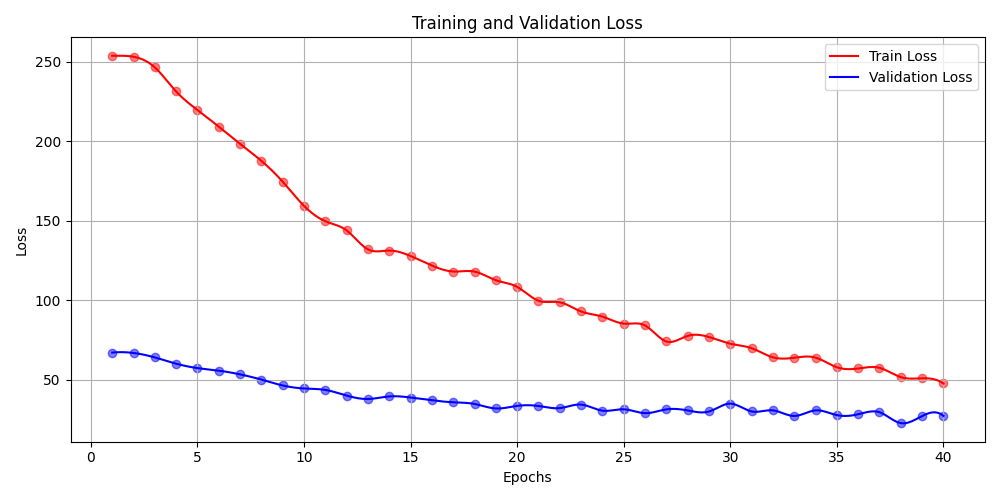 Training and Validation Loss
Train Loss
Validation Loss
250
200
150
100
50
Loss
0 5 10 15 20 25 30 35 40
Epochs